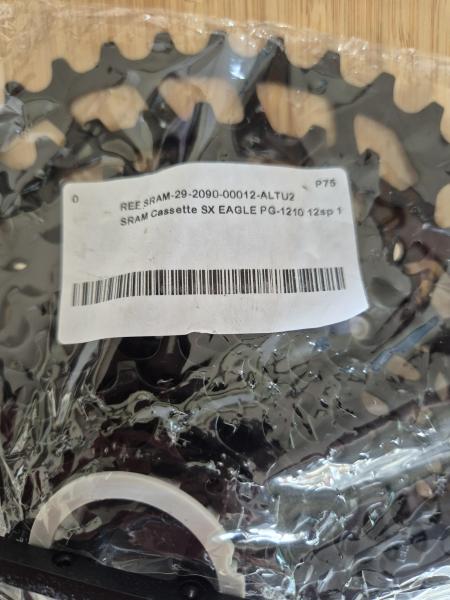 0 P75
REF SRAM-29-2090-00012-ALTU2
SRAM Cassette SX EAGLE PG-1210 12sp 1